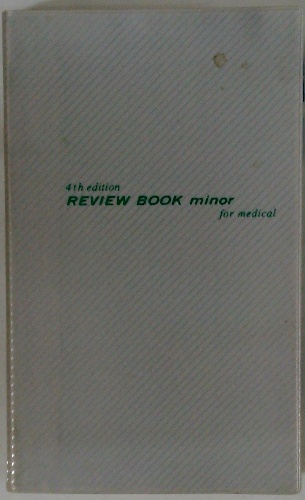 4th edition
REVIEW BOOK minor
for medical